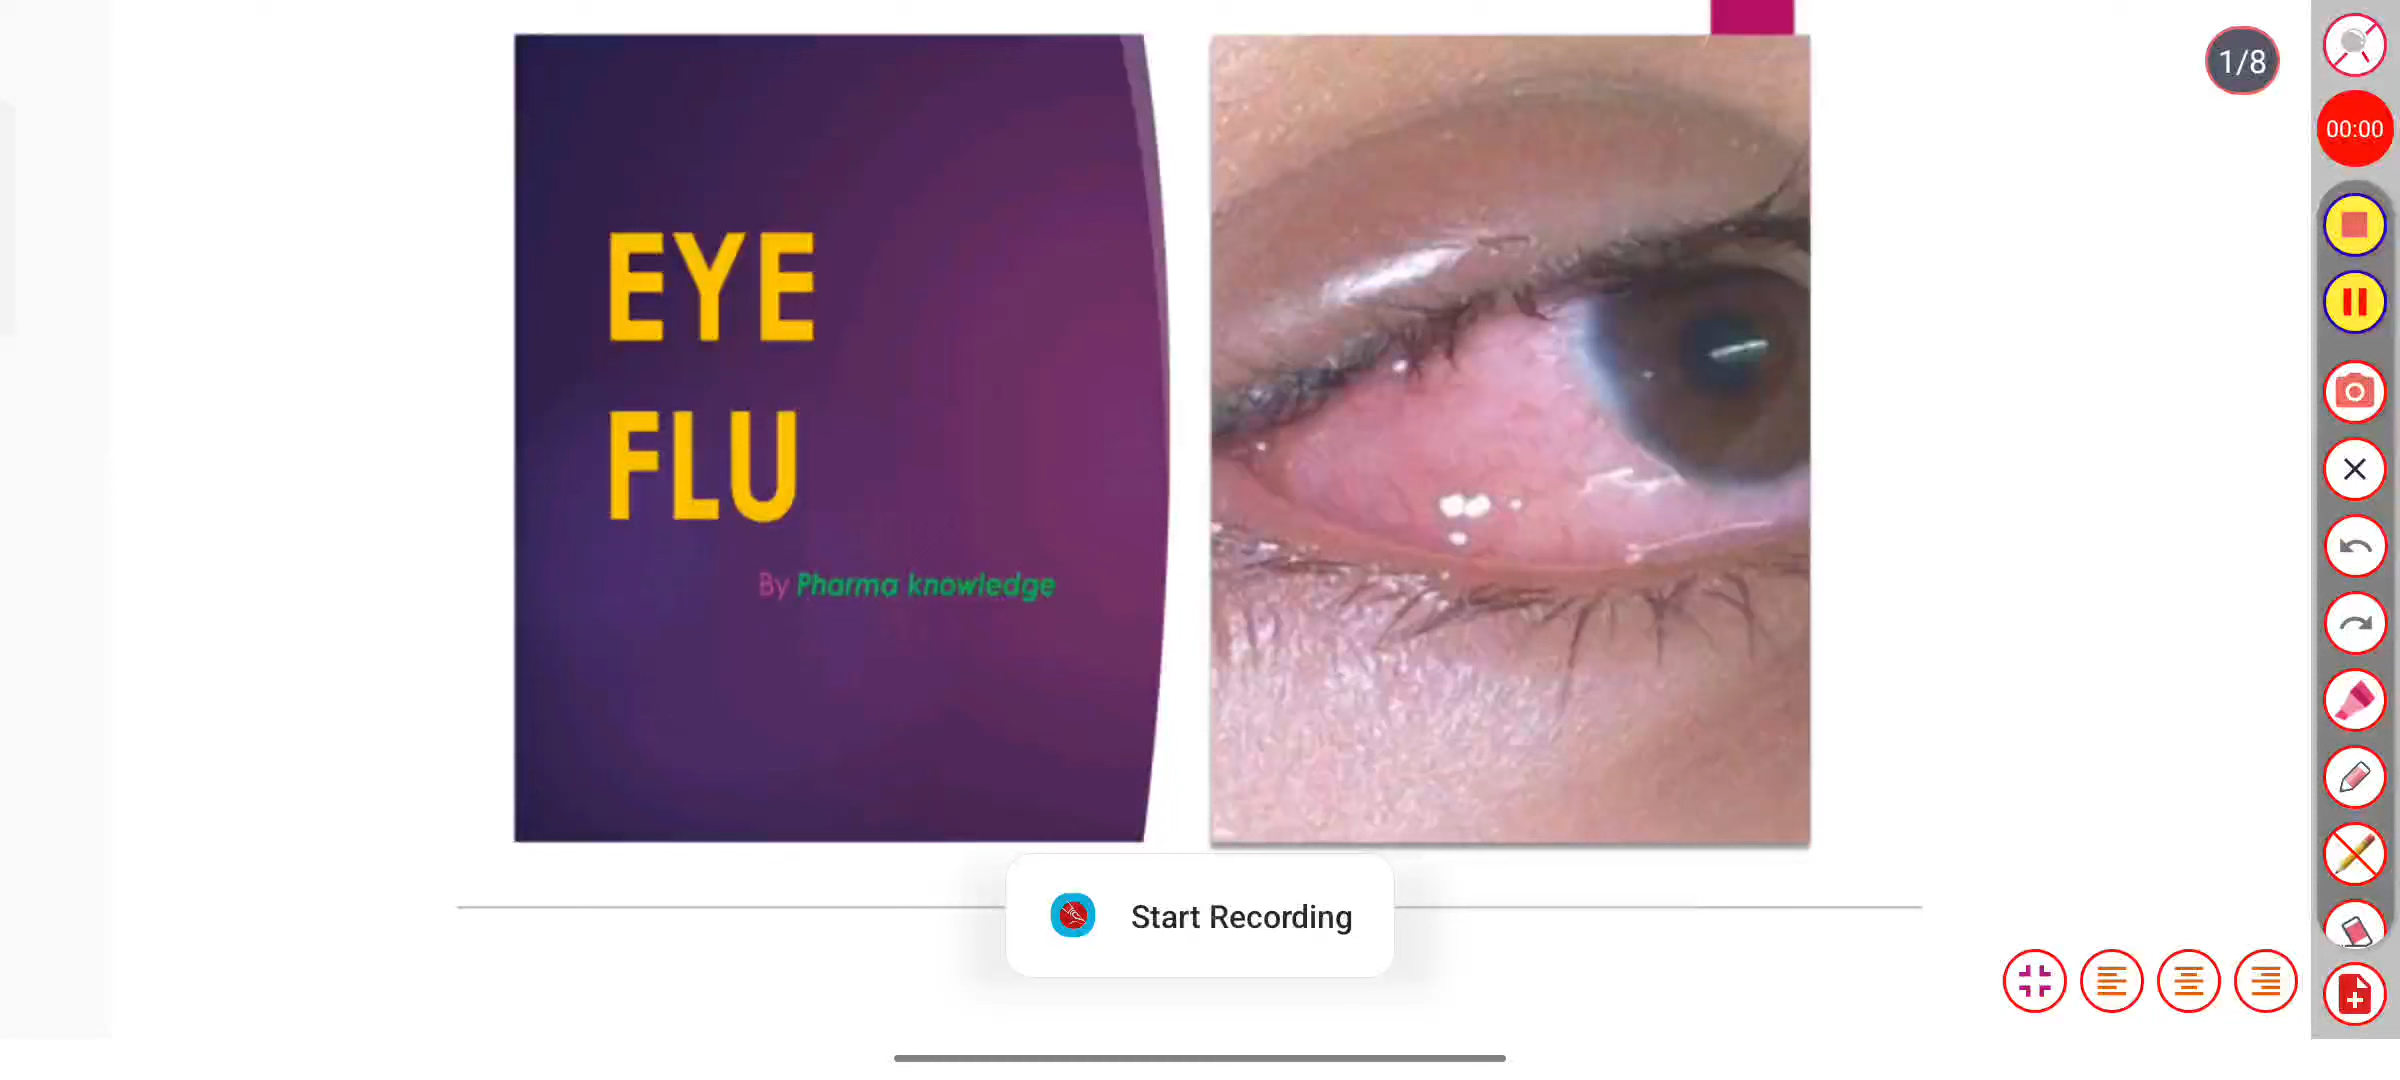 EYE
FLU
By Pharma knowledge
1/8
00:00
Start Recording